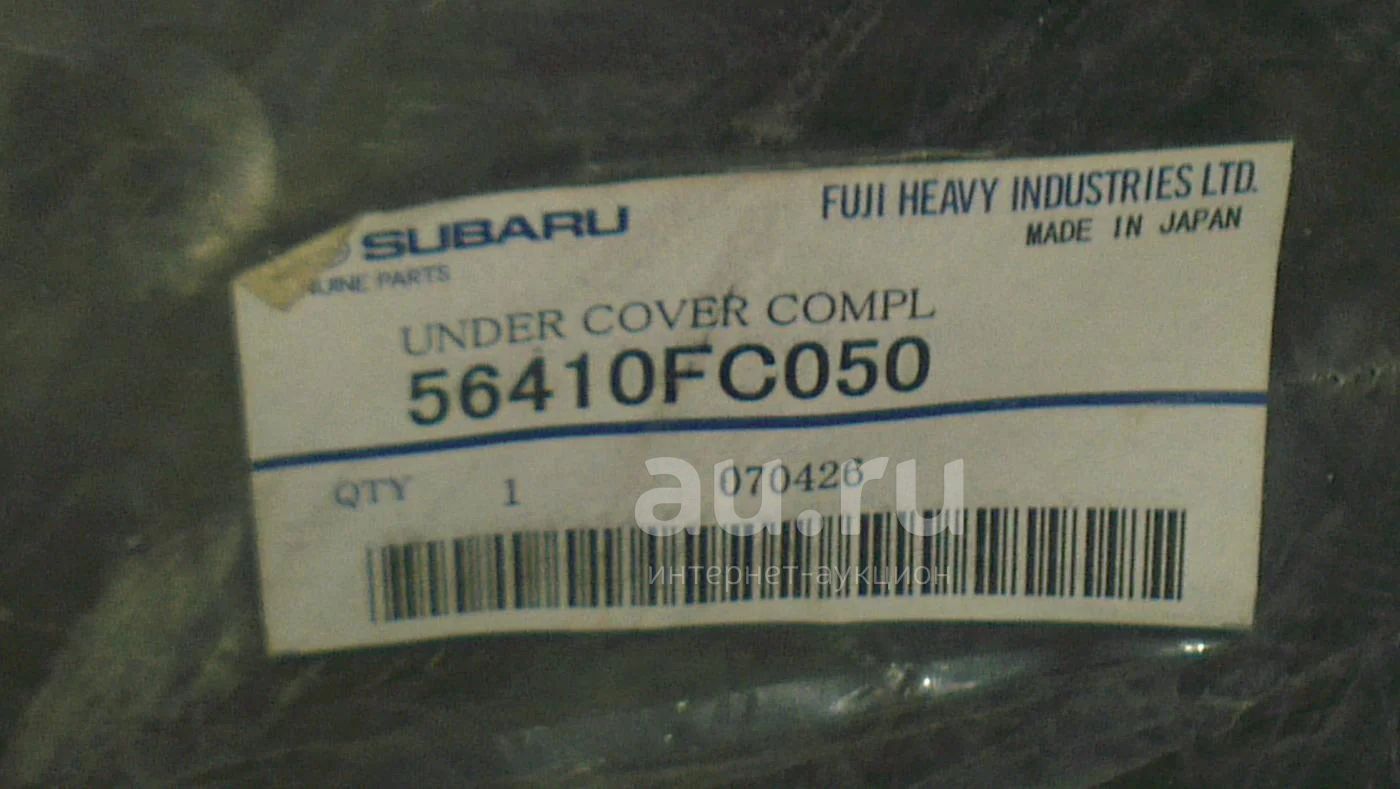 SUBARU
FUJI HEAVY INDUSTRIES LTD.
MADE IN JAPAN
PARTS
UNDER COVER COMPL
56410FC050
QTY 1 070426
au.ru
интернет-аукцион